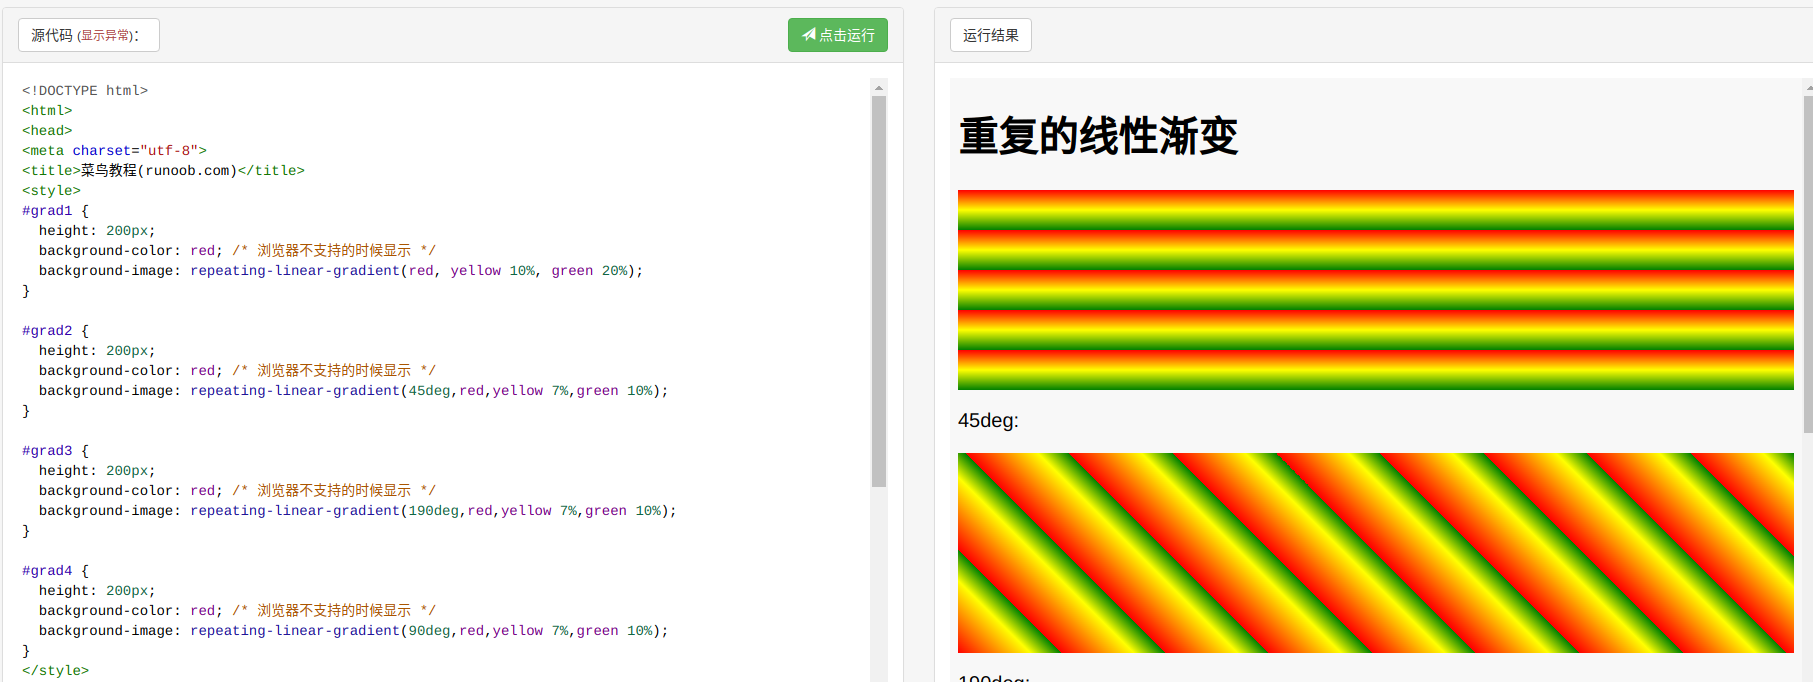 源代码 (显示异常)：
点击运行
<!DOCTYPE html>
<html>
<head>
<meta charset="utf-8">
<title>菜鸟教程(runoob.com)</title>
<style>
#grad1 {
  height: 200px;
  background-color: red; /* 浏览器不支持的时候显示 */
  background-image: repeating-linear-gradient(red, yellow 10%, green 20%);
}

#grad2 {
  height: 200px;
  background-color: red; /* 浏览器不支持的时候显示 */
  background-image: repeating-linear-gradient(45deg,red,yellow 7%,green 10%);
}

#grad3 {
  height: 200px;
  background-color: red; /* 浏览器不支持的时候显示 */
  background-image: repeating-linear-gradient(190deg,red,yellow 7%,green 10%);
}

#grad4 {
  height: 200px;
  background-color: red; /* 浏览器不支持的时候显示 */
  background-image: repeating-linear-gradient(90deg,red,yellow 7%,green 10%);
}
</style>
运行结果
重复的线性渐变
45deg:
190deg: